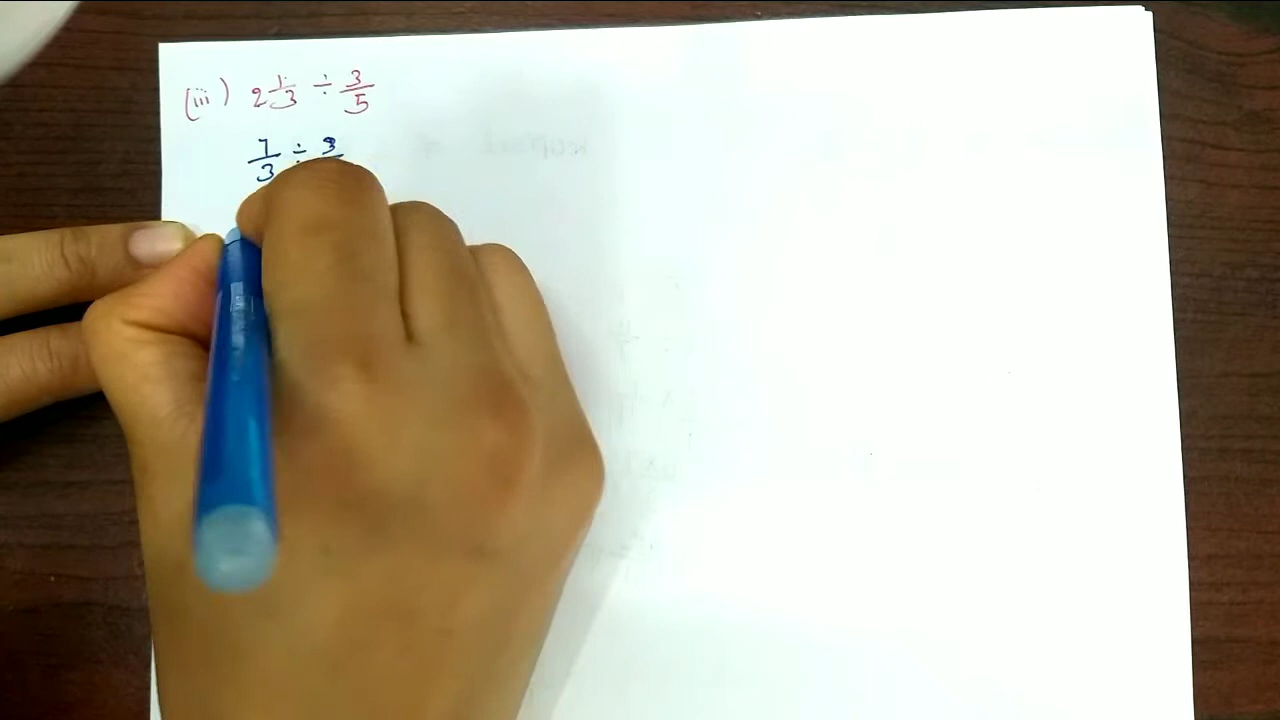 (iii) 2 1/3 ÷ 3/5
7/3 ÷ 3/